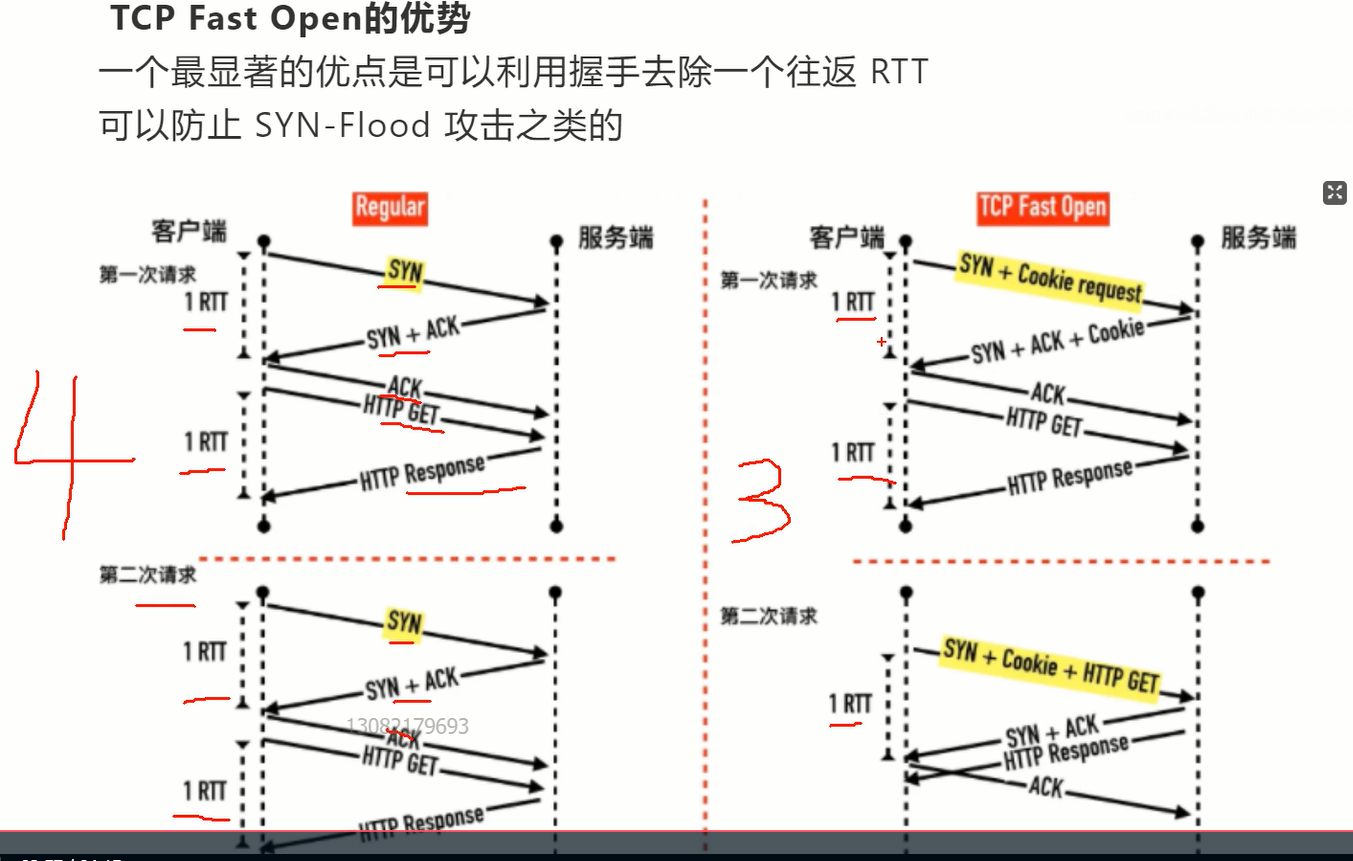 TCP Fast Open的优势
一个最显著的优点是可以利用握手去除一个往返 RTT
可以防止 SYN-Flood 攻击之类的
Regular
客户端
服务端
第一次请求
SYN
1 RTT
SYN + ACK
ACK
HTTP GET
1 RTT
HTTP Response
4
第二次请求
SYN
1 RTT
SYN + ACK
13082179693
ACK
HTTP GET
1 RTT
HTTP Response
TCP Fast Open
客户端
服务端
第一次请求
SYN + Cookie request
1 RTT
SYN + ACK + Cookie
ACK
HTTP GET
1 RTT
HTTP Response
3
第二次请求
SYN + Cookie + HTTP GET
1 RTT
SYN + ACK
HTTP Response
ACK